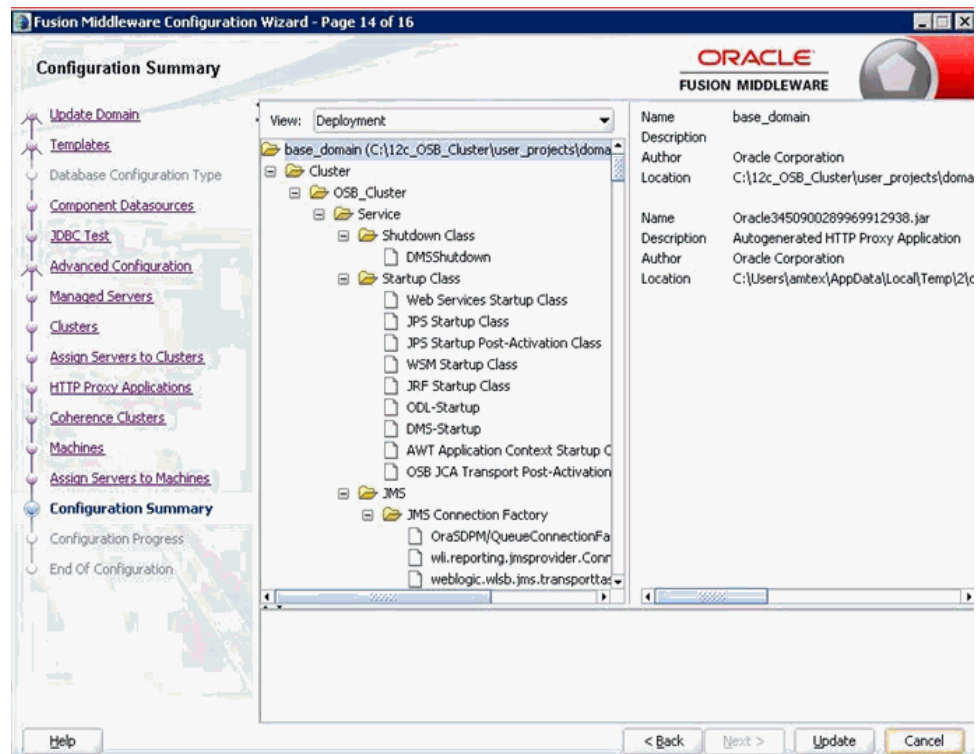 Fusion Middleware Configuration Wizard - Page 14 of 16
Configuration Summary
ORACLE
FUSION MIDDLEWARE
Update Domain
Templates
Database Configuration Type
Component Datasources
JDBC Test
Advanced Configuration
Managed Servers
Clusters
Assign Servers to Clusters
HTTP Proxy Applications
Coherence Clusters
Machines
Assign Servers to Machines
Configuration Summary
Configuration Progress
End Of Configuration
View: Deployment
base_domain (C:\12c_OSB_Cluster\user_projects\doma
Cluster
OSB_Cluster
Service
Shutdown Class
DMSShutdown
Startup Class
Web Services Startup Class
JPS Startup Class
JPS Startup Post-Activation Class
WSM Startup Class
JRF Startup Class
ODL-Startup
DMS-Startup
AWT Application Context Startup C
OSB JCA Transport Post-Activation
JMS
JMS Connection Factory
OraSDPM/QueueConnectionFa
wli.reporting.jmsprovider.Conr
weblogic.wlsb.jms.transporttas
Name base_domain
Description
Author Oracle Corporation
Location C:\12c_OSB_Cluster\user_projects\doma
Name Oracle3450900289969912938.jar
Description Autogenerated HTTP Proxy Application
Author Oracle Corporation
Location C:\Users\amtex\AppData\Local\Temp\2\c
Help
< Back
Next >
Update
Cancel